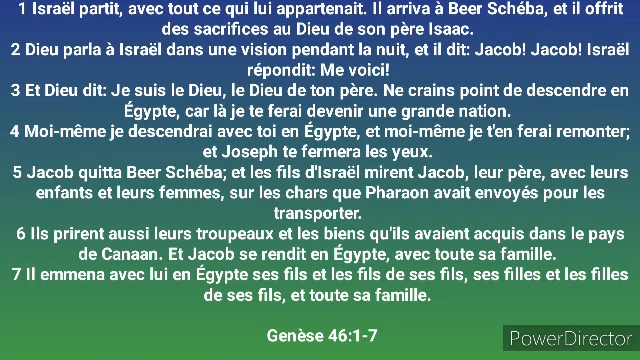 1 Israël partit, avec tout ce qui lui appartenait. Il arriva à Beer Schéba, et il offrit
des sacrifices au Dieu de son père Isaac.
2 Dieu parla à Israël dans une vision pendant la nuit, et il dit: Jacob! Jacob! Israël
répondit: Me voici!
3 Et Dieu dit: Je suis le Dieu, le Dieu de ton père. Ne crains point de descendre en
Égypte, car là je te ferai devenir une grande nation.
4 Moi-même je descendrai avec toi en Égypte, et moi-même je t'en ferai remonter;
et Joseph te fermera les yeux.
5 Jacob quitta Beer Schéba; et les fils d'Israël mirent Jacob, leur père, avec leurs
enfants et leurs femmes, sur les chars que Pharaon avait envoyés pour les
transporter.
6 Ils prirent aussi leurs troupeaux et les biens qu'ils avaient acquis dans le pays
de Canaan. Et Jacob se rendit en Égypte, avec toute sa famille.
7 Il emmena avec lui en Égypte ses fils et les fils de ses fils, ses filles et les filles
de ses fils, et toute sa famille.
Genèse 46:1-7
PowerDirector